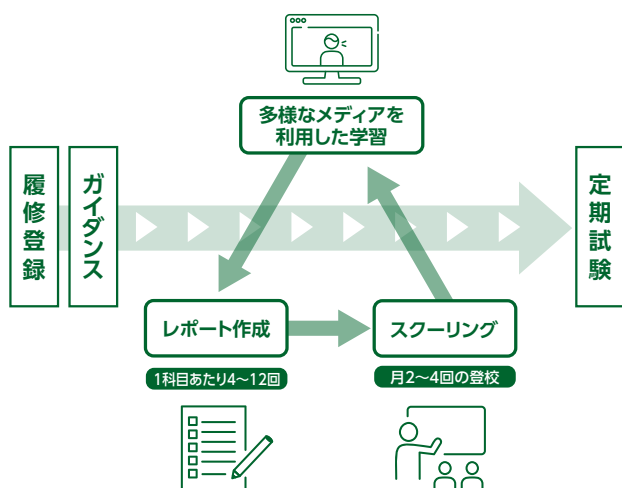 多様なメディアを
利用した学習
履修登録
ガイダンス
定期試験
レポート作成
スクーリング
1科目あたり4～12回
月2～4回の登校